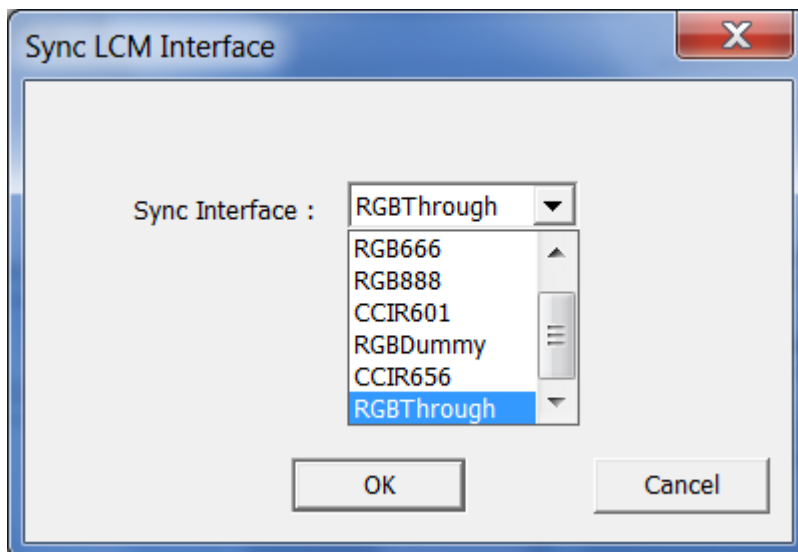 Sync LCM Interface
Sync Interface : RGBThrough
RGB666
RGB888
CCIR601
RGBDummy
CCIR656
RGBThrough
OK Cancel